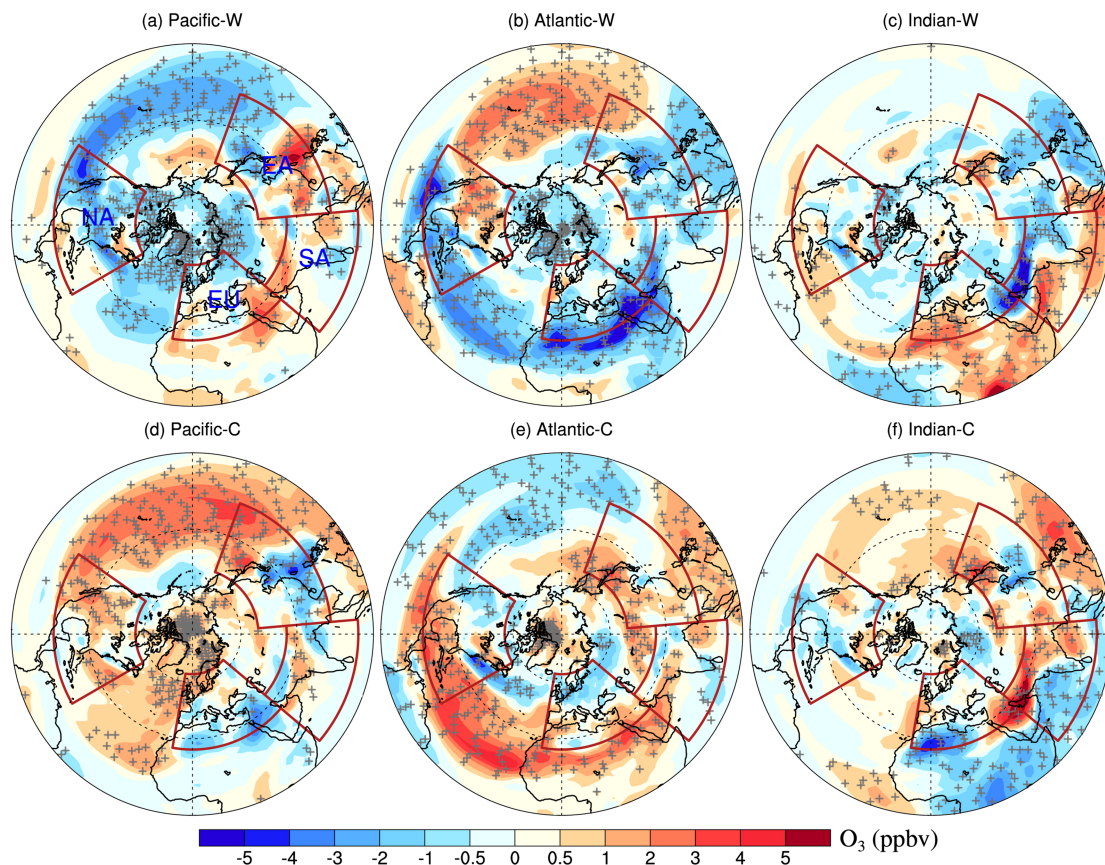 (a) Pacific-W
(b) Atlantic-W
(c) Indian-W
EA
NA
SA
EU
(d) Pacific-C
(e) Atlantic-C
(f) Indian-C
-5 -4 -3 -2 -1 -0.5 0 0.5 1 2 3 4 5 O₃ (ppbv)